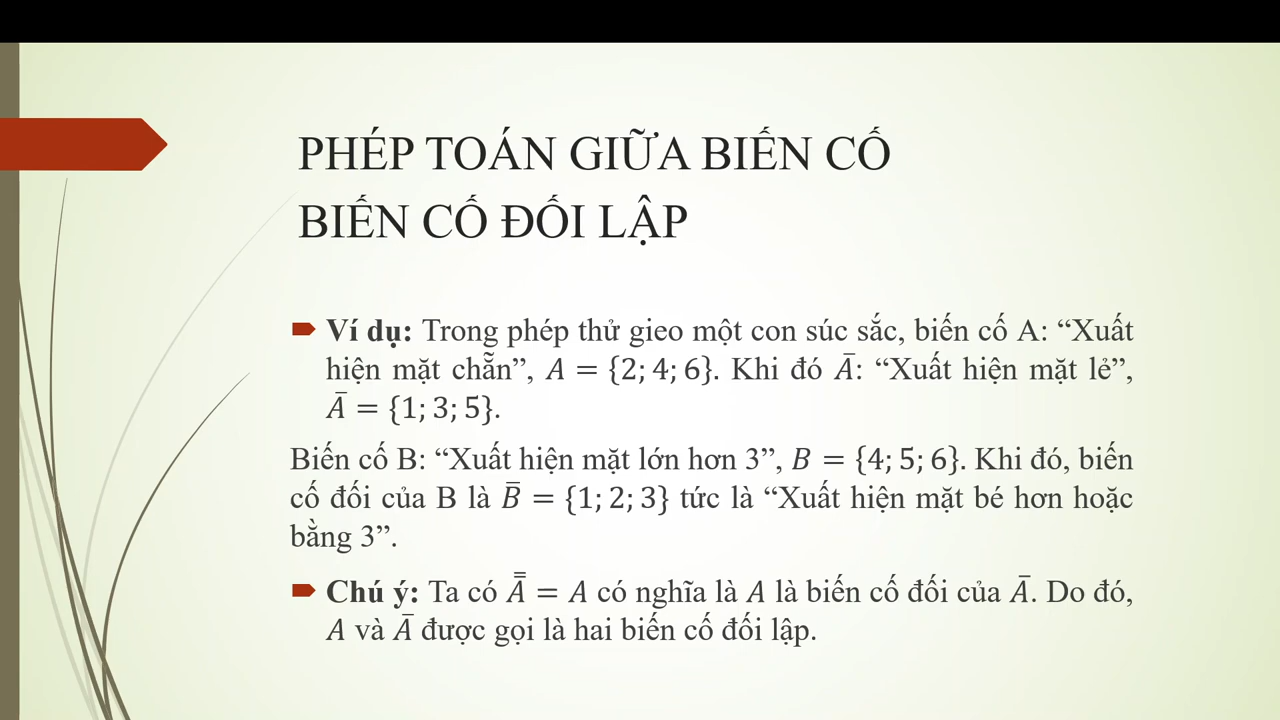 PHÉP TOÁN GIỮA BIẾN CỐ
BIẾN CỐ ĐỐI LẬP
Ví dụ: Trong phép thử gieo một con súc sắc, biến cố A: “Xuất
hiện mặt chẵn”, A = {2; 4; 6}. Khi đó Ā: “Xuất hiện mặt lẻ”,
Ā = {1; 3; 5}.
Biến cố B: “Xuất hiện mặt lớn hơn 3”, B = {4; 5; 6}. Khi đó, biến
cố đối của B là B̄ = {1; 2; 3} tức là “Xuất hiện mặt bé hơn hoặc
bằng 3”.
Chú ý: Ta có A̿ = A có nghĩa là A là biến cố đối của Ā. Do đó,
A và Ā được gọi là hai biến cố đối lập.